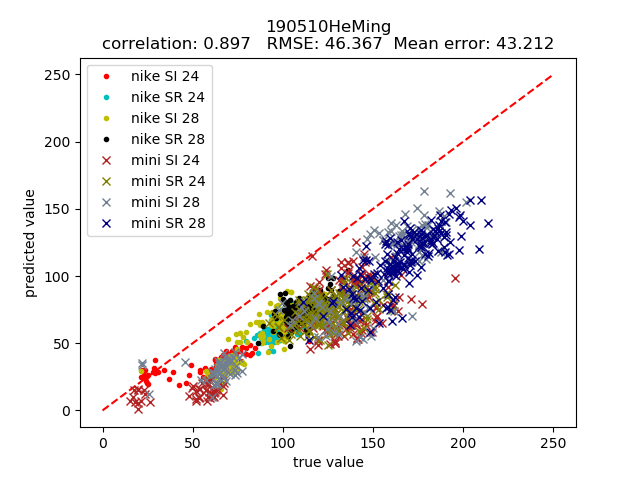 190510HeMing
correlation: 0.897 RMSE: 46.367 Mean error: 43.212
250
200
150
100
50
0
predicted value
nike SI 24
nike SR 24
nike SI 28
nike SR 28
mini SI 24
mini SR 24
mini SI 28
mini SR 28
0 50 100 150 200 250
true value